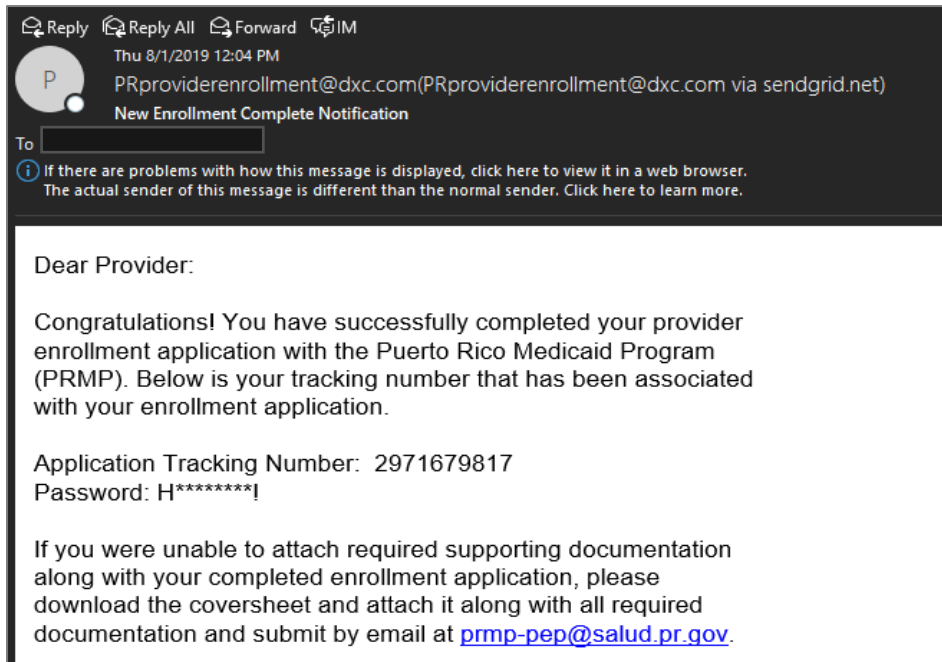 Reply Reply All Forward IM
Thu 8/1/2019 12:04 PM
P
PRproviderenrollment@dxc.com(PRproviderenrollment@dxc.com via sendgrid.net)
New Enrollment Complete Notification
To
If there are problems with how this message is displayed, click here to view it in a web browser.
The actual sender of this message is different than the normal sender. Click here to learn more.
Dear Provider:
Congratulations! You have successfully completed your provider
enrollment application with the Puerto Rico Medicaid Program
(PRMP). Below is your tracking number that has been associated
with your enrollment application.
Application Tracking Number: 2971679817
Password: H********!
If you were unable to attach required supporting documentation
along with your completed enrollment application, please
download the coversheet and attach it along with all required
documentation and submit by email at prmp-pep@salud.pr.gov.